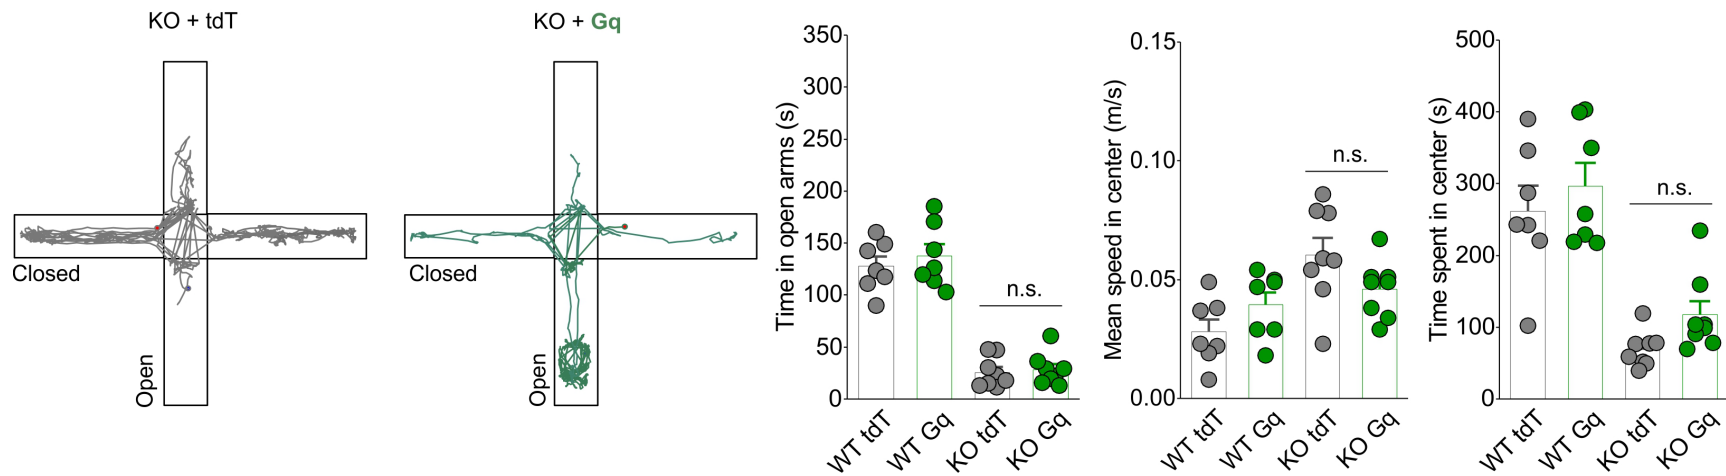 KO + tdT
Closed
Open
KO + Gq
Closed
Open
Time in open arms (s)
350
300
250
200
150
100
50
0
n.s.
WT tdT
WT Gq
KO tdT
KO Gq
Mean speed in center (m/s)
0.15
0.10
0.05
0.00
n.s.
WT tdT
WT Gq
KO tdT
KO Gq
Time spent in center (s)
500
400
300
200
100
0
n.s.
WT tdT
WT Gq
KO tdT
KO Gq